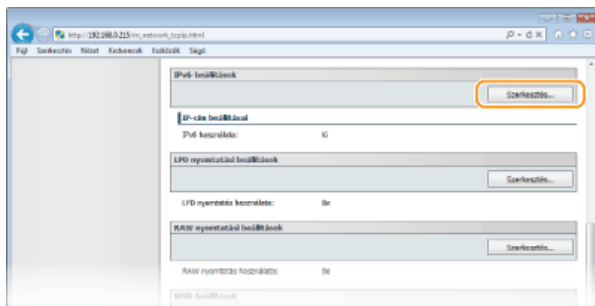 http://192.168.0.215/m_network_tcpip.html
Fájl Szerkesztés Nézet Kedvencek Eszközök Súgó
IPv6-beállítások
Szerkesztés...
IP-cím beállításai
IPv6 használata: Ki
LPD nyomtatási beállítások
Szerkesztés...
LPD nyomtatás használata: Be
RAW nyomtatási beállítások
Szerkesztés...
RAW nyomtatás használata: Be
WSD beállítások